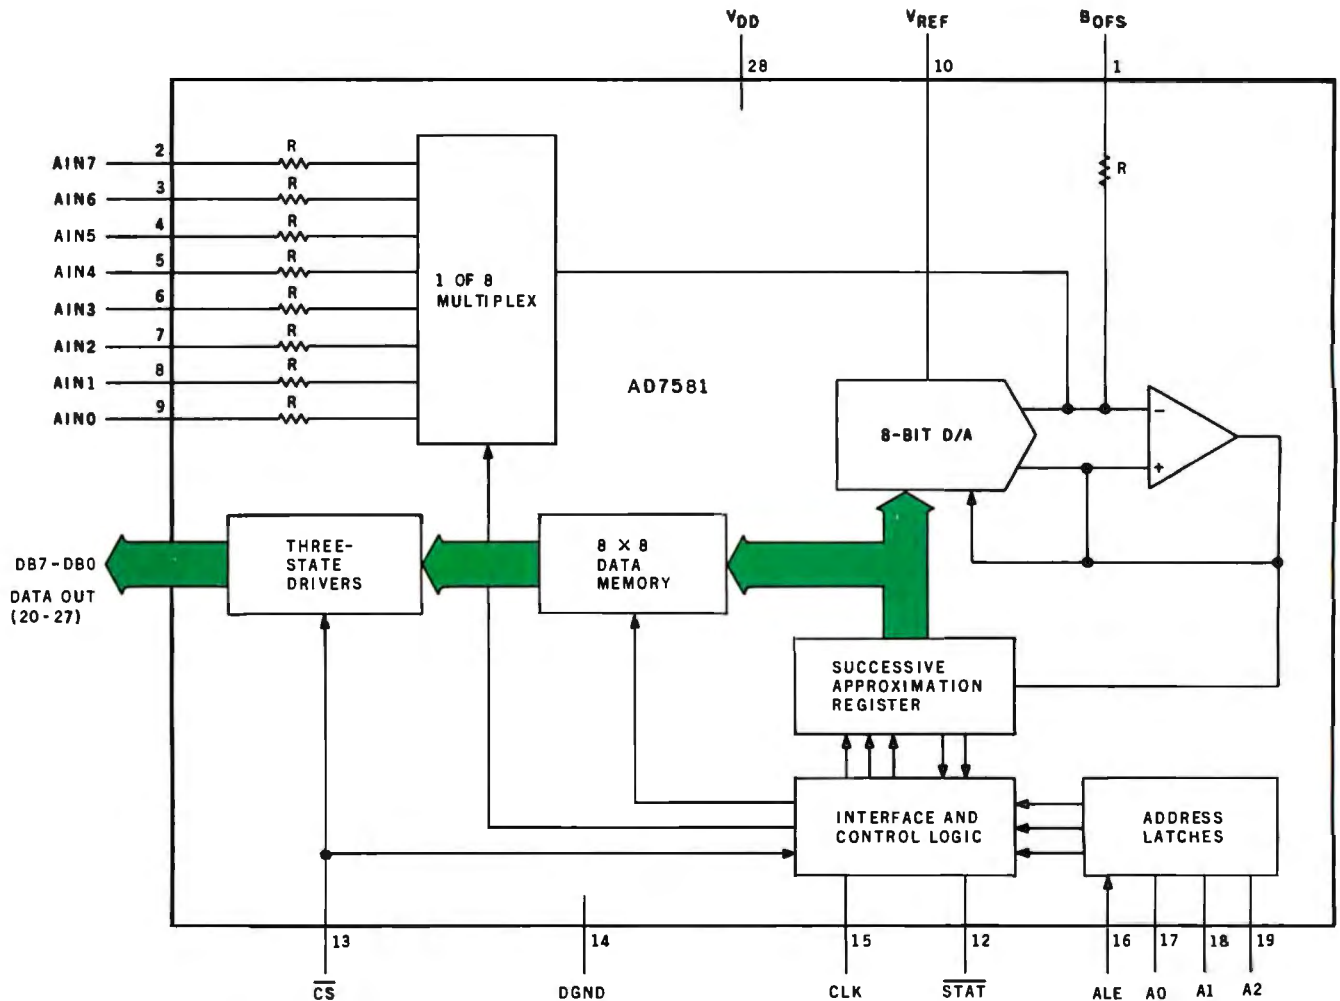 VDD
VREF
BOFS
28
10
1
AIN7 2 R
AIN6 3 R
AIN5 4 R
AIN4 5 R
AIN3 6 R
AIN2 7 R
AIN1 8 R
AIN0 9 R
1 OF 8
MULTIPLEX
R
AD7581
8-BIT D/A
-
+
DB7-DB0
DATA OUT
(20-27)
THREE-
STATE
DRIVERS
8 × 8
DATA
MEMORY
SUCCESSIVE
APPROXIMATION
REGISTER
INTERFACE AND
CONTROL LOGIC
ADDRESS
LATCHES
13
14
15
12
16
17
18
19
CS
DGND
CLK
STAT
ALE
A0
A1
A2